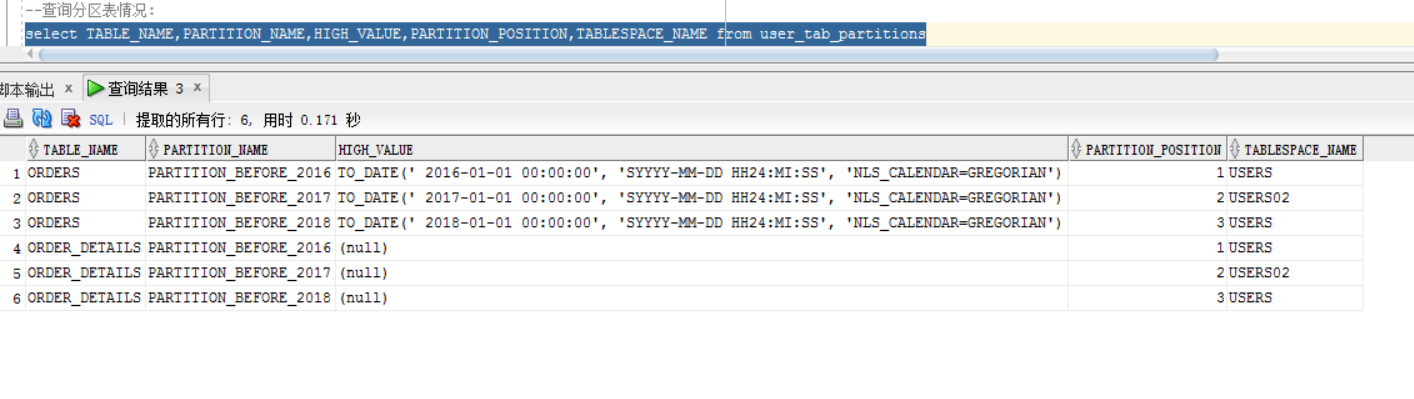 --查询分区表情况:
select TABLE_NAME,PARTITION_NAME,HIGH_VALUE,PARTITION_POSITION,TABLESPACE_NAME from user_tab_partitions
脚本输出 x 查询结果 3 x
SQL | 提取的所有行: 6, 用时 0.171 秒
TABLE_NAME PARTITION_NAME HIGH_VALUE PARTITION_POSITION TABLESPACE_NAME
1 ORDERS PARTITION_BEFORE_2016 TO_DATE(' 2016-01-01 00:00:00', 'SYYYY-MM-DD HH24:MI:SS', 'NLS_CALENDAR=GREGORIAN') 1 USERS
2 ORDERS PARTITION_BEFORE_2017 TO_DATE(' 2017-01-01 00:00:00', 'SYYYY-MM-DD HH24:MI:SS', 'NLS_CALENDAR=GREGORIAN') 2 USERS02
3 ORDERS PARTITION_BEFORE_2018 TO_DATE(' 2018-01-01 00:00:00', 'SYYYY-MM-DD HH24:MI:SS', 'NLS_CALENDAR=GREGORIAN') 3 USERS
4 ORDER_DETAILS PARTITION_BEFORE_2016 (null) 1 USERS
5 ORDER_DETAILS PARTITION_BEFORE_2017 (null) 2 USERS02
6 ORDER_DETAILS PARTITION_BEFORE_2018 (null) 3 USERS